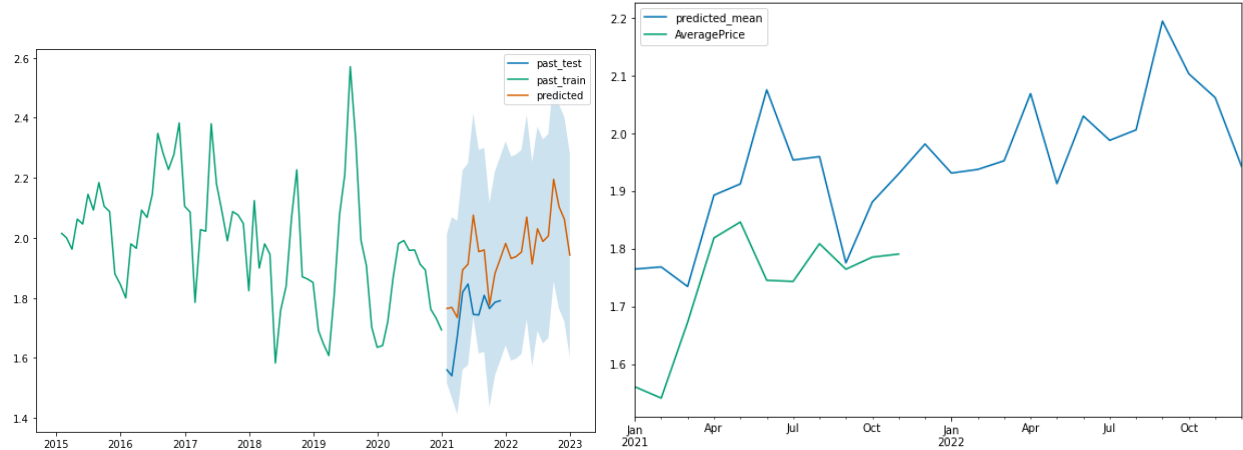 2.6
2.4
2.2
2.0
1.8
1.6
1.4
2015 2016 2017 2018 2019 2020 2021 2022 2023
past_test
past_train
predicted
2.2
2.1
2.0
1.9
1.8
1.7
1.6
Jan Apr Jul Oct Jan Apr Jul Oct
2021 2022
predicted_mean
AveragePrice